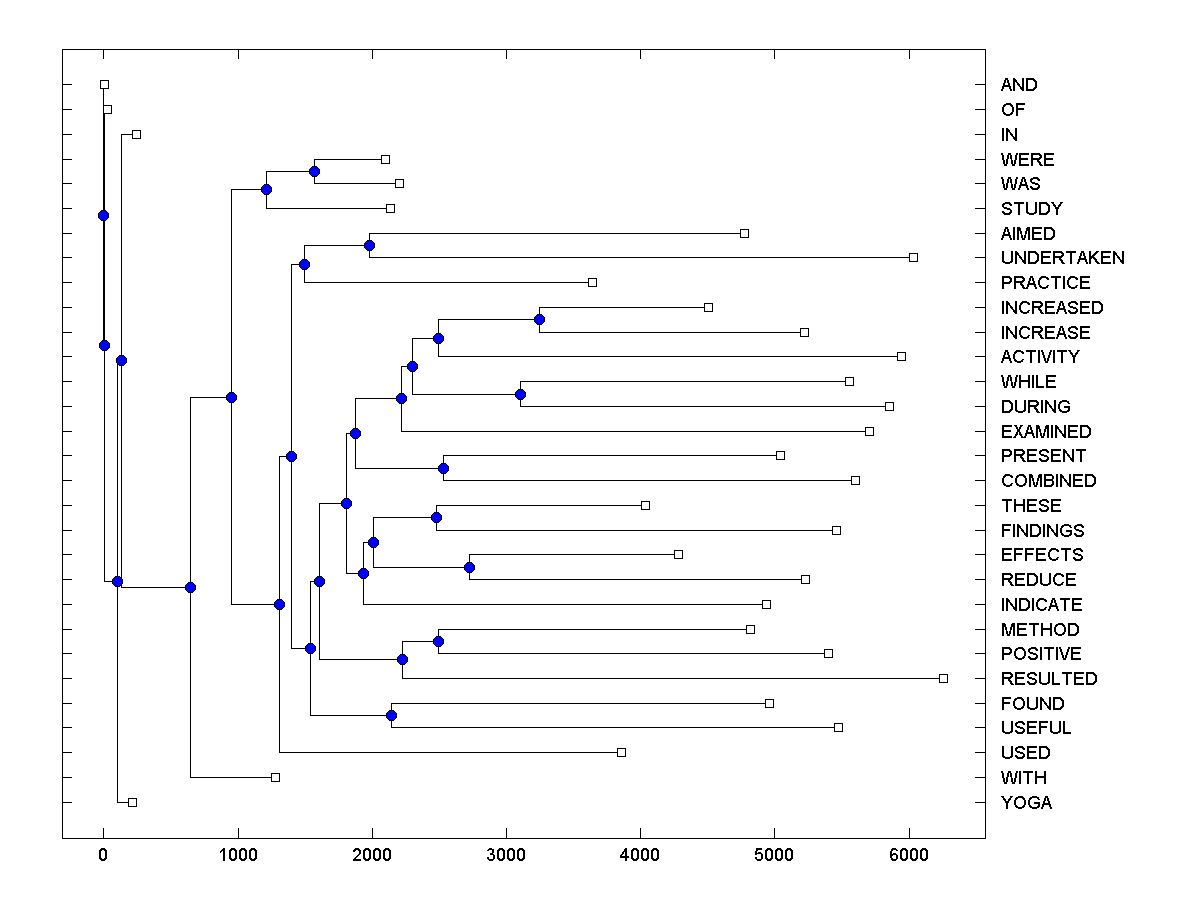 AND
OF
IN
WERE
WAS
STUDY
AIMED
UNDERTAKEN
PRACTICE
INCREASED
INCREASE
ACTIVITY
WHILE
DURING
EXAMINED
PRESENT
COMBINED
THESE
FINDINGS
EFFECTS
REDUCE
INDICATE
METHOD
POSITIVE
RESULTED
FOUND
USEFUL
USED
WITH
YOGA
0 1000 2000 3000 4000 5000 6000